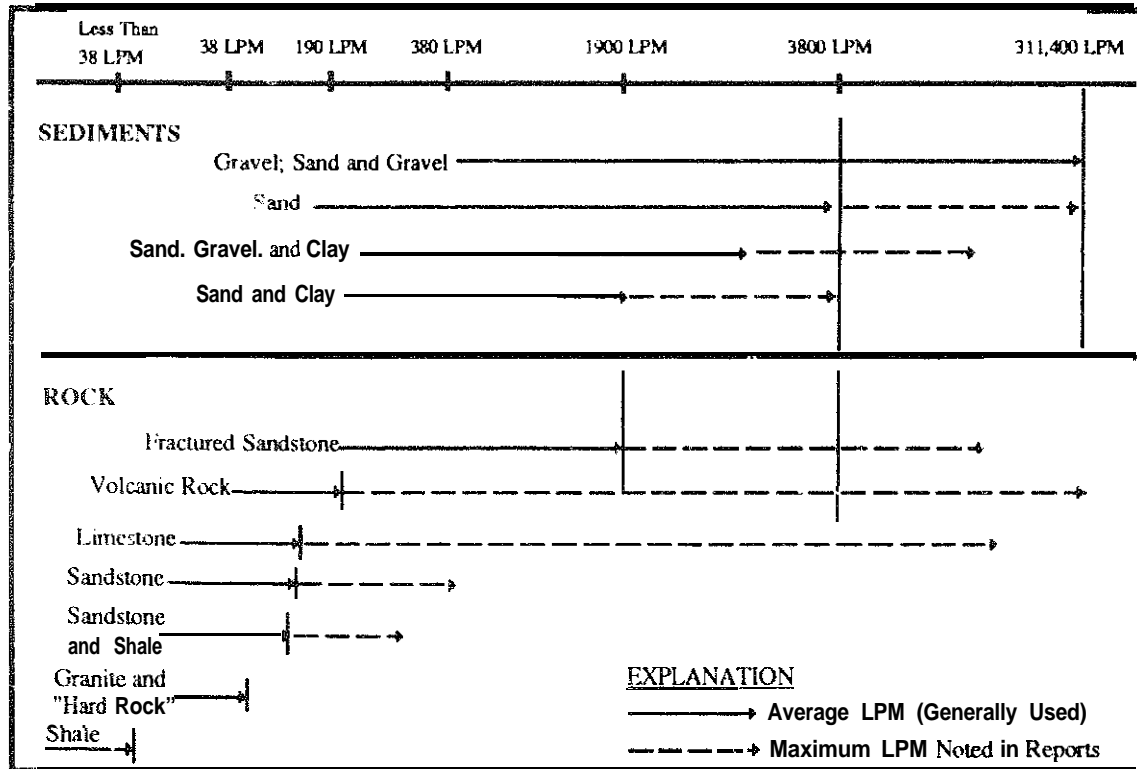 Less Than
38 LPM 38 LPM 190 LPM 380 LPM 1900 LPM 3800 LPM 311,400 LPM
SEDIMENTS
Gravel; Sand and Gravel
Sand
Sand. Gravel. and Clay
Sand and Clay
ROCK
Fractured Sandstone
Volcanic Rock
Limestone
Sandstone
Sandstone
and Shale
Granite and
"Hard Rock"
Shale
EXPLANATION
Average LPM (Generally Used)
Maximum LPM Noted in Reports